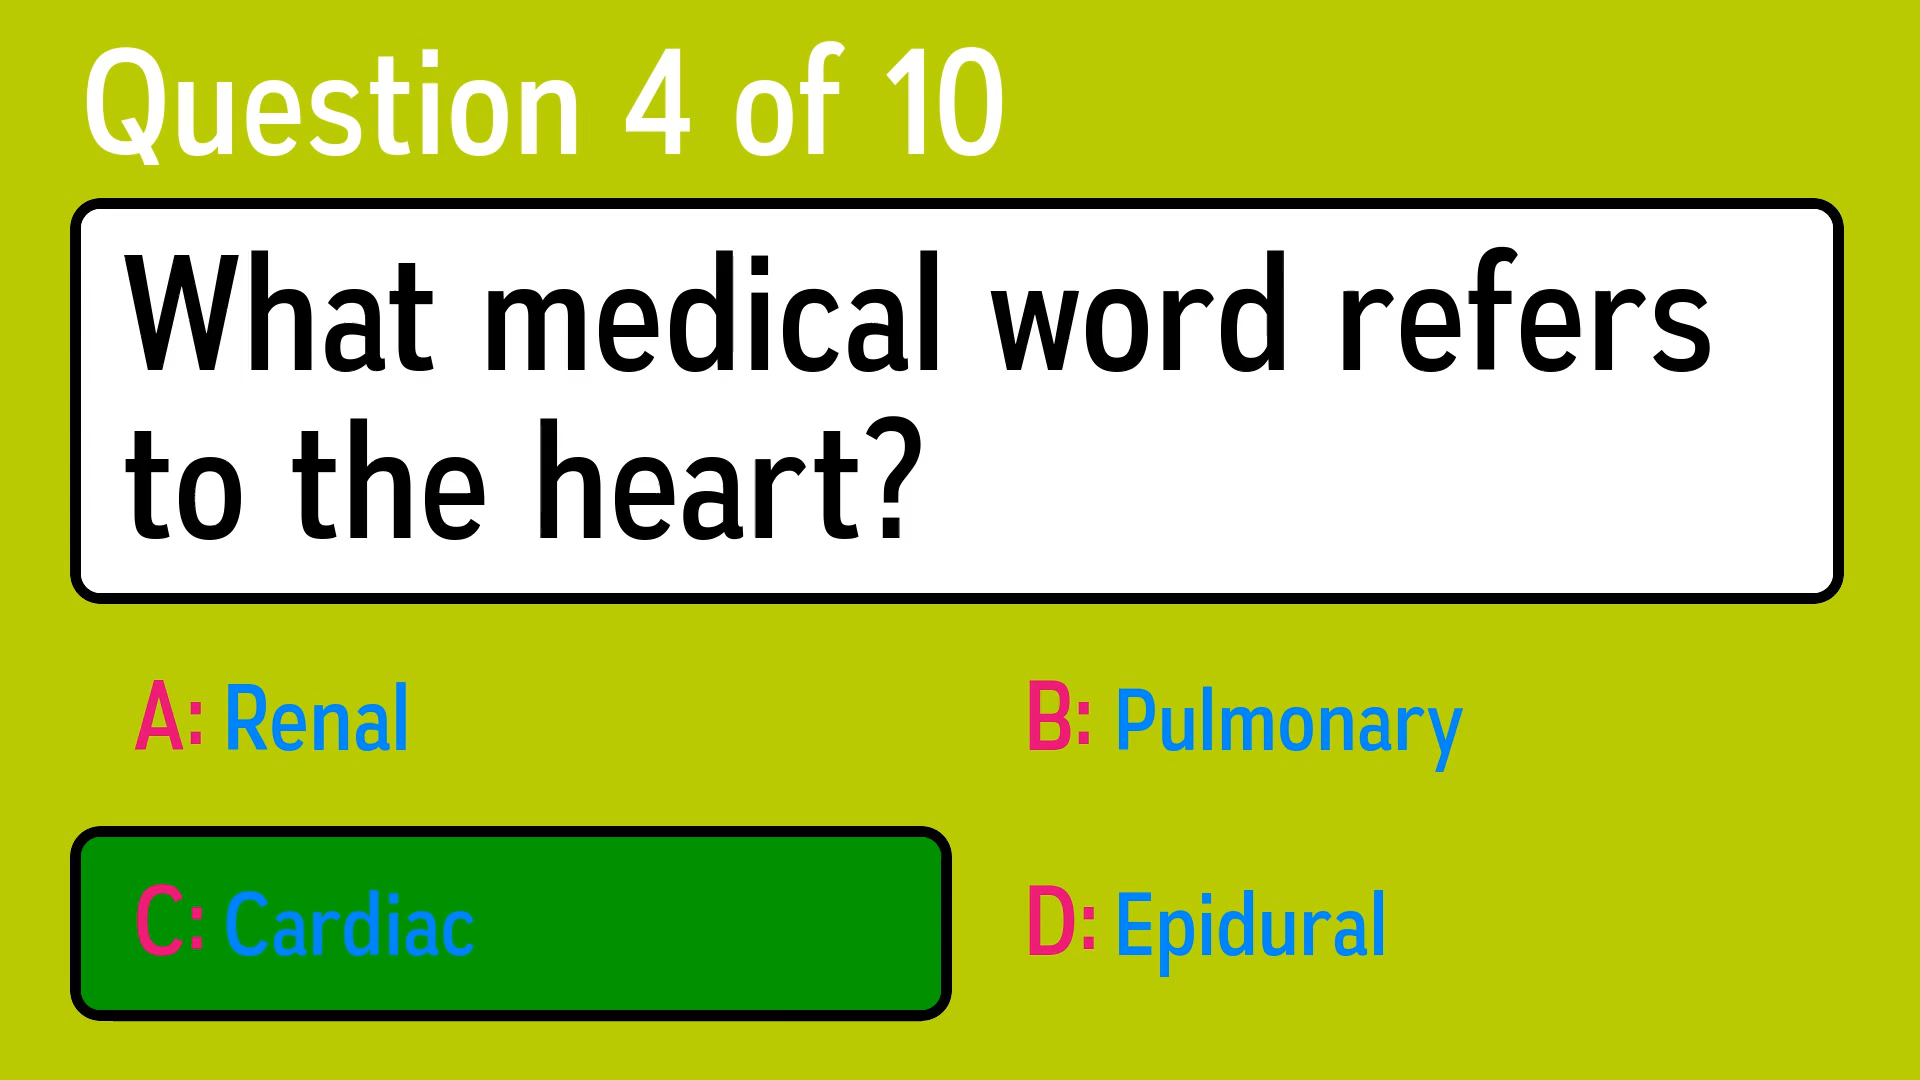 Question 4 of 10
What medical word refers
to the heart?
A: Renal
B: Pulmonary
C: Cardiac
D: Epidural